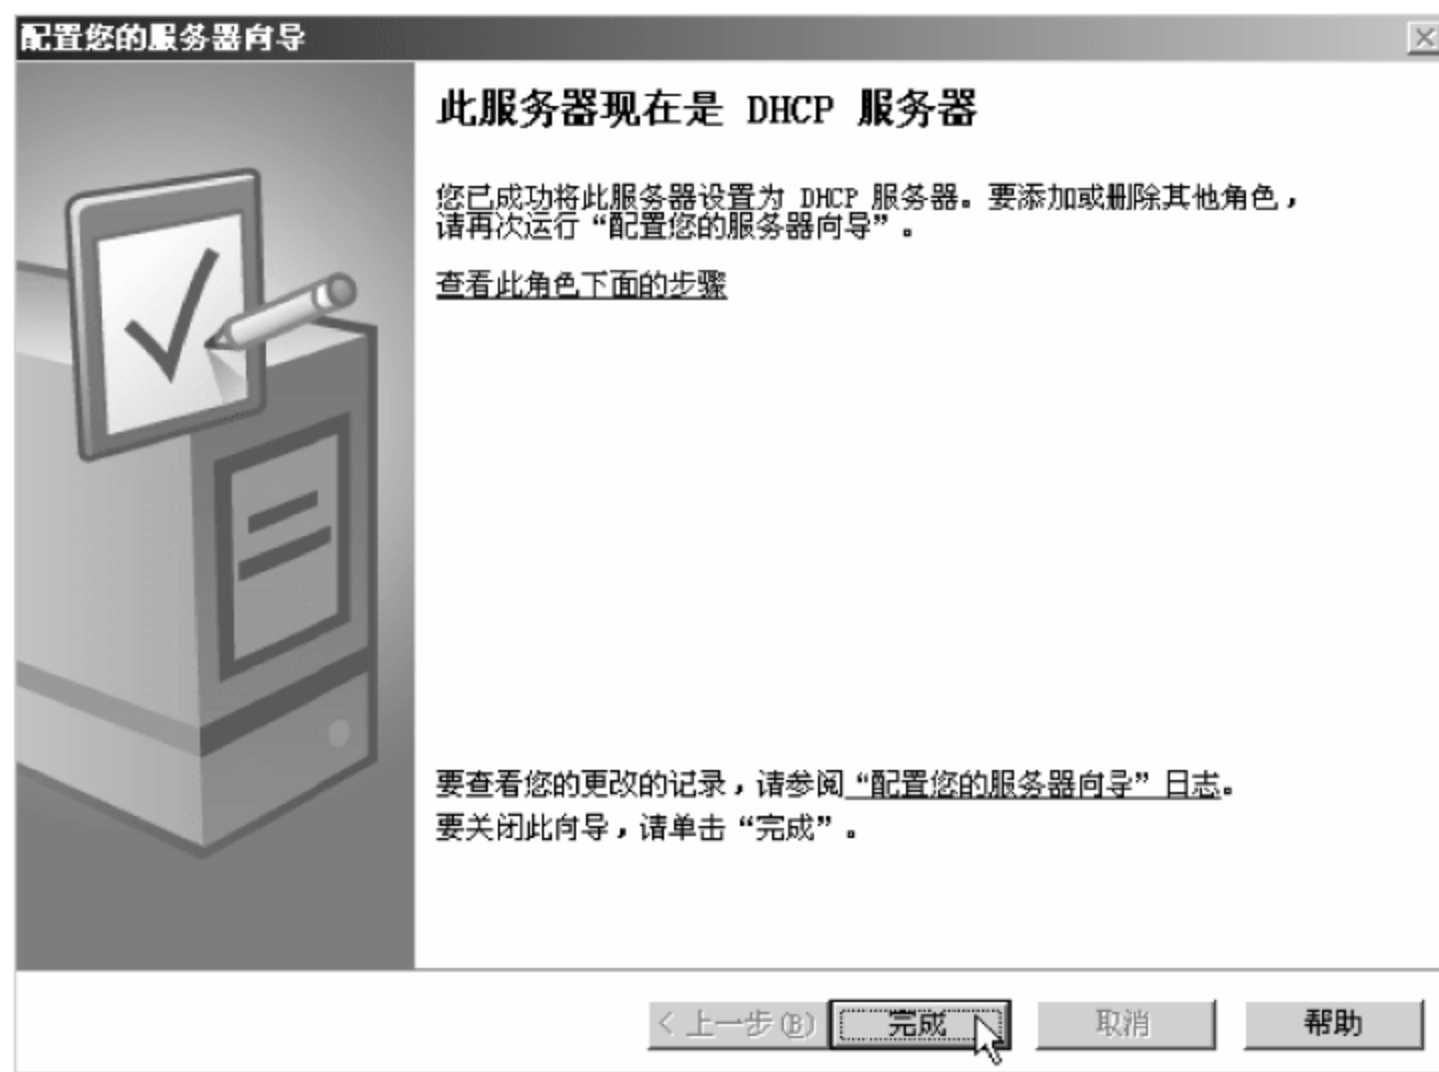 配置您的服务器向导
此服务器现在是 DHCP 服务器
您已成功将此服务器设置为 DHCP 服务器。要添加或删除其他角色，
请再次运行“配置您的服务器向导”。
查看此角色下面的步骤
要查看您的更改的记录，请参阅“配置您的服务器向导”日志。
要关闭此向导，请单击“完成”。
< 上一步(B) 完成 取消 帮助